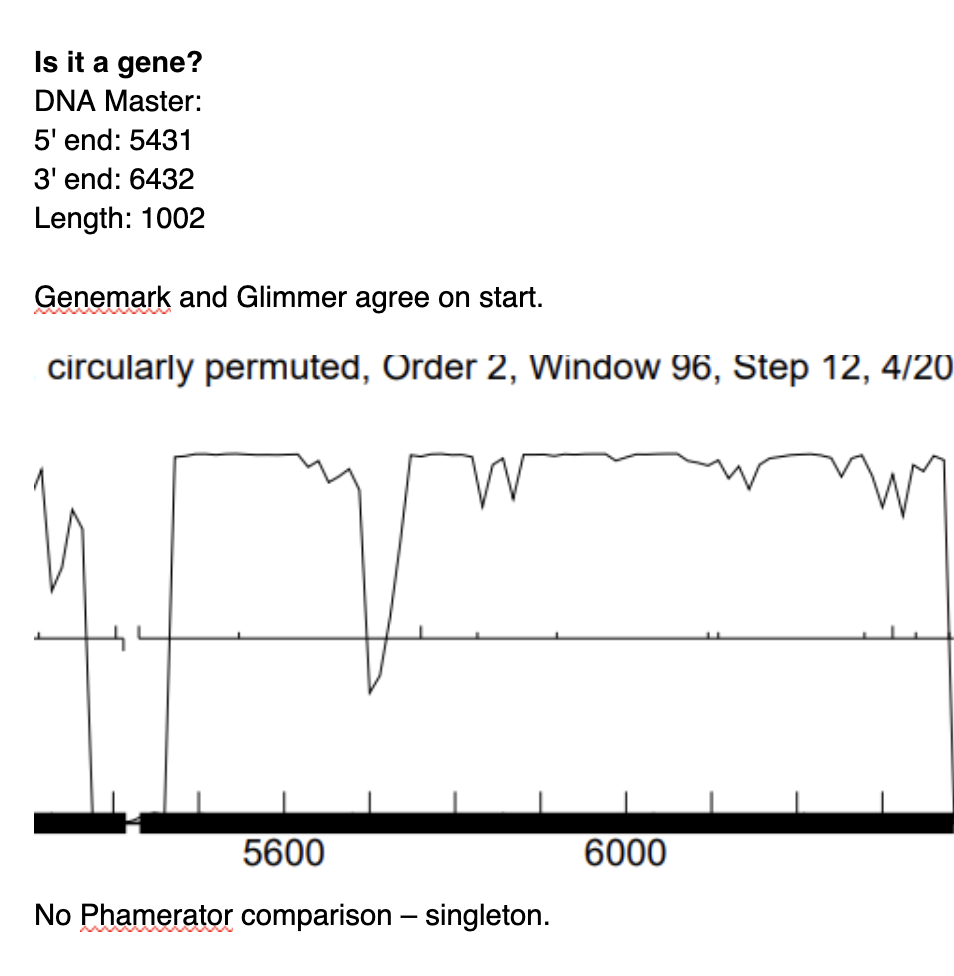 Is it a gene?
DNA Master:
5' end: 5431
3' end: 6432
Length: 1002
Genemark and Glimmer agree on start.
circularly permuted, Order 2, Window 96, Step 12, 4/20
5600 6000
No Phamerator comparison – singleton.